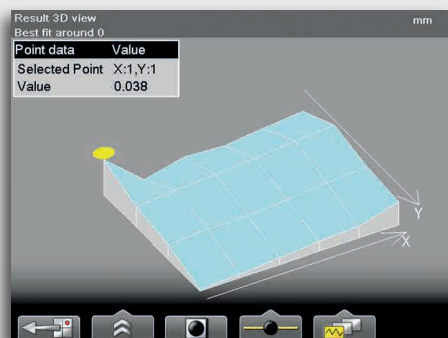 Result 3D view mm
Best fit around 0
Point data Value
Selected Point X:1,Y:1
Value 0.038
Y
X